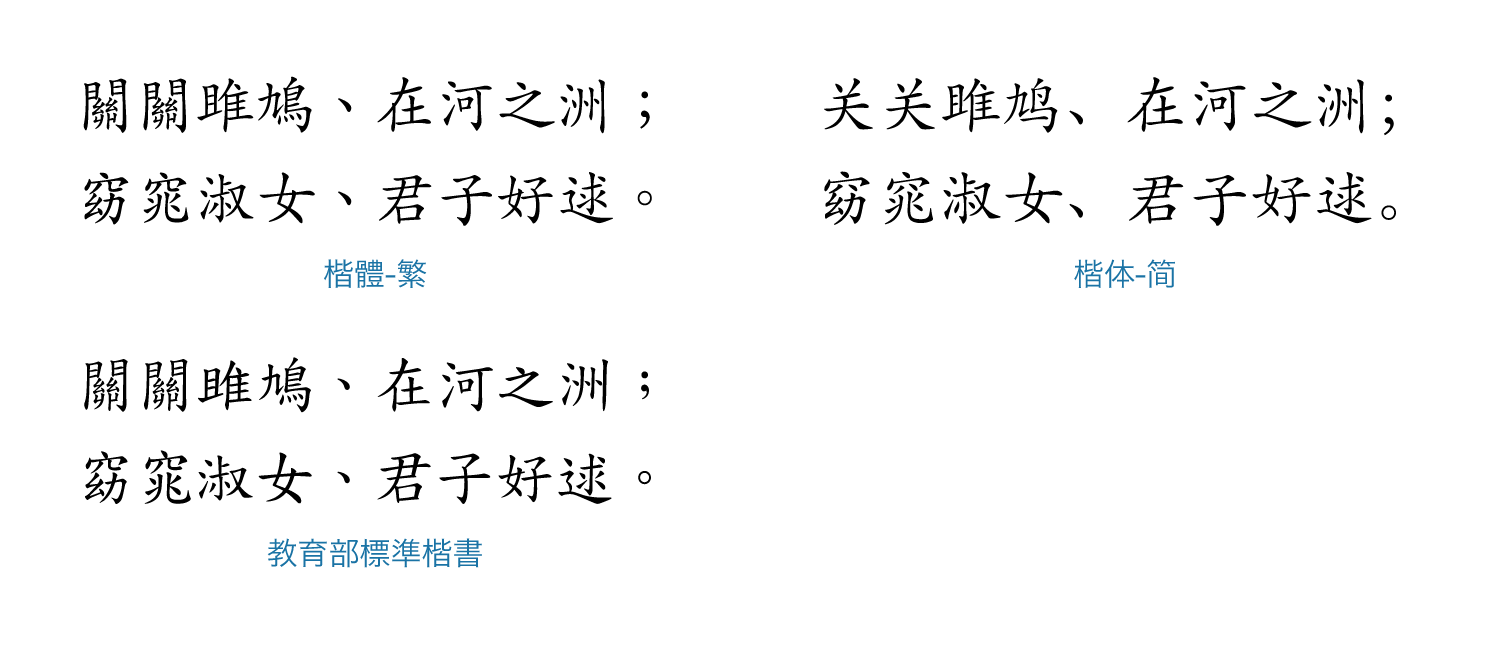 關關雎鳩、在河之洲；
窈窕淑女、君子好逑。
楷體-繁
关关雎鸠、在河之洲；
窈窕淑女、君子好逑。
楷体-简
關關雎鳩、在河之洲；
窈窕淑女、君子好逑。
教育部標準楷書